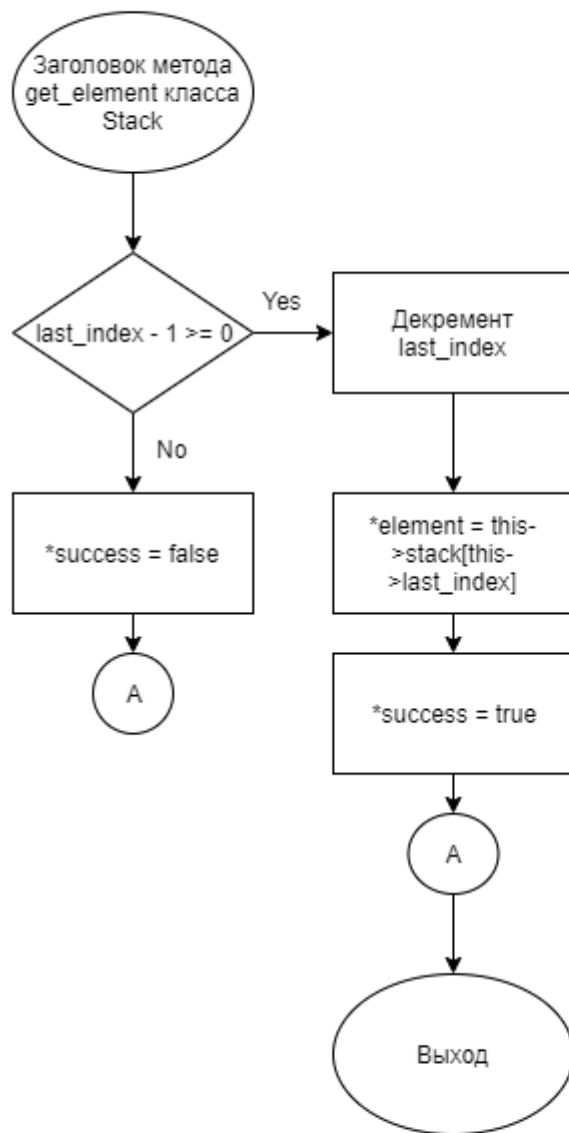 Заголовок метода
get_element класса
Stack
last_index - 1 >= 0
Yes
Декремент
last_index
No
*success = false
*element = this-
>stack[this-
>last_index]
A
*success = true
A
Выход